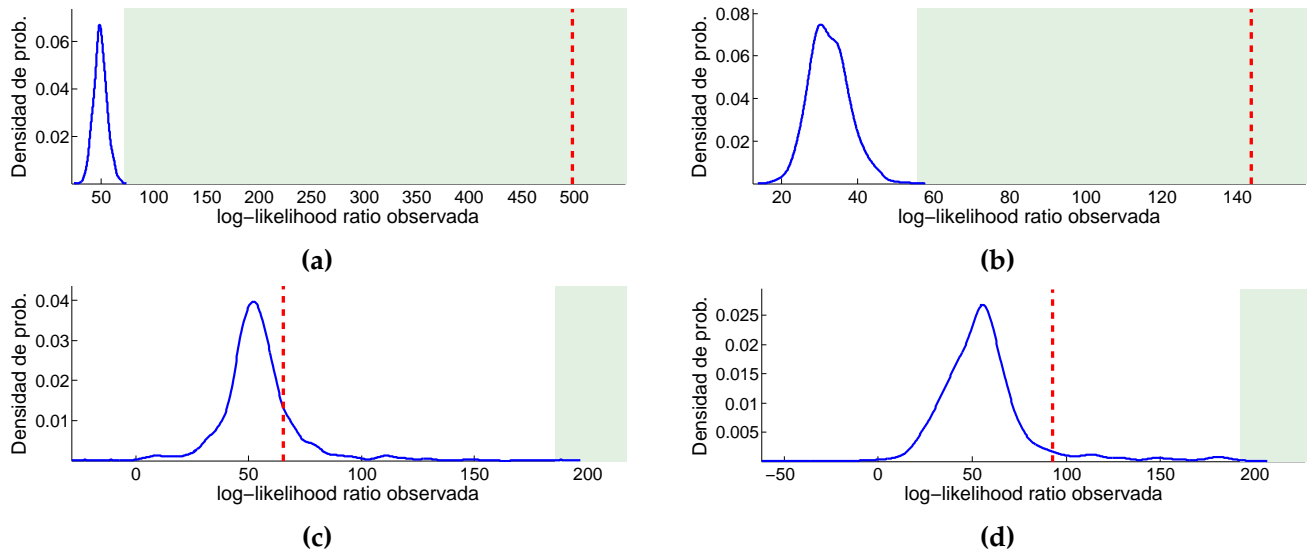 Densidad de prob.
0.06
0.04
0.02
50 100 150 200 250 300 350 400 450 500
log−likelihood ratio observada
(a)
Densidad de prob.
0.08
0.06
0.04
0.02
20 40 60 80 100 120 140
log−likelihood ratio observada
(b)
Densidad de prob.
0.04
0.03
0.02
0.01
0 50 100 150 200
log−likelihood ratio observada
(c)
Densidad de prob.
0.025
0.02
0.015
0.01
0.005
−50 0 50 100 150 200
log−likelihood ratio observada
(d)